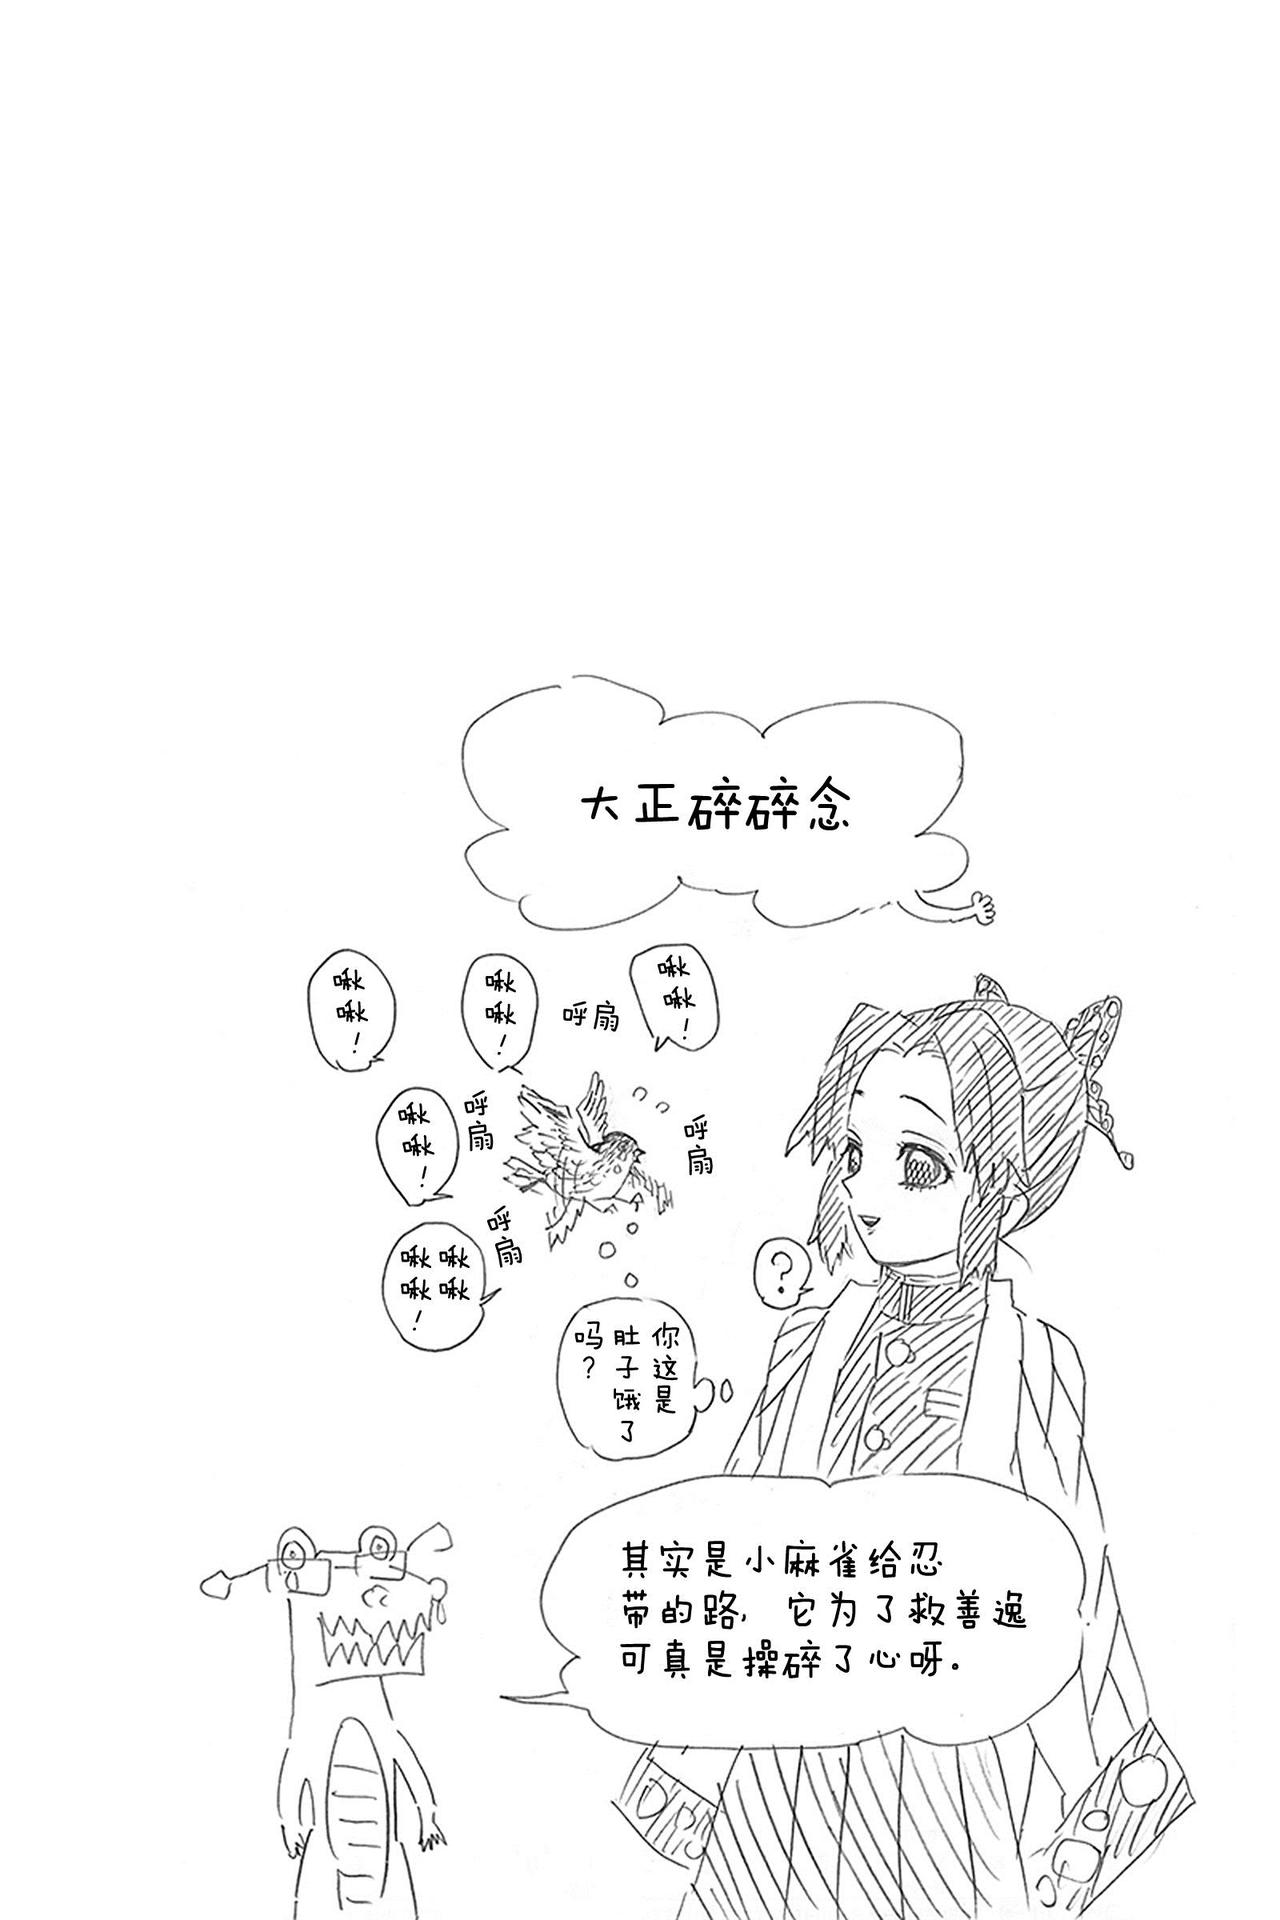 大正碎碎念
啾啾！
呼扇
啾啾！
啾啾！
呼扇
啾啾！
呼扇
呼扇
啾啾
啾啾！
？
你这是
肚子饿了
吗？
其实是小麻雀给忍
带的路，它为了救善逸
可真是操碎了心呀。